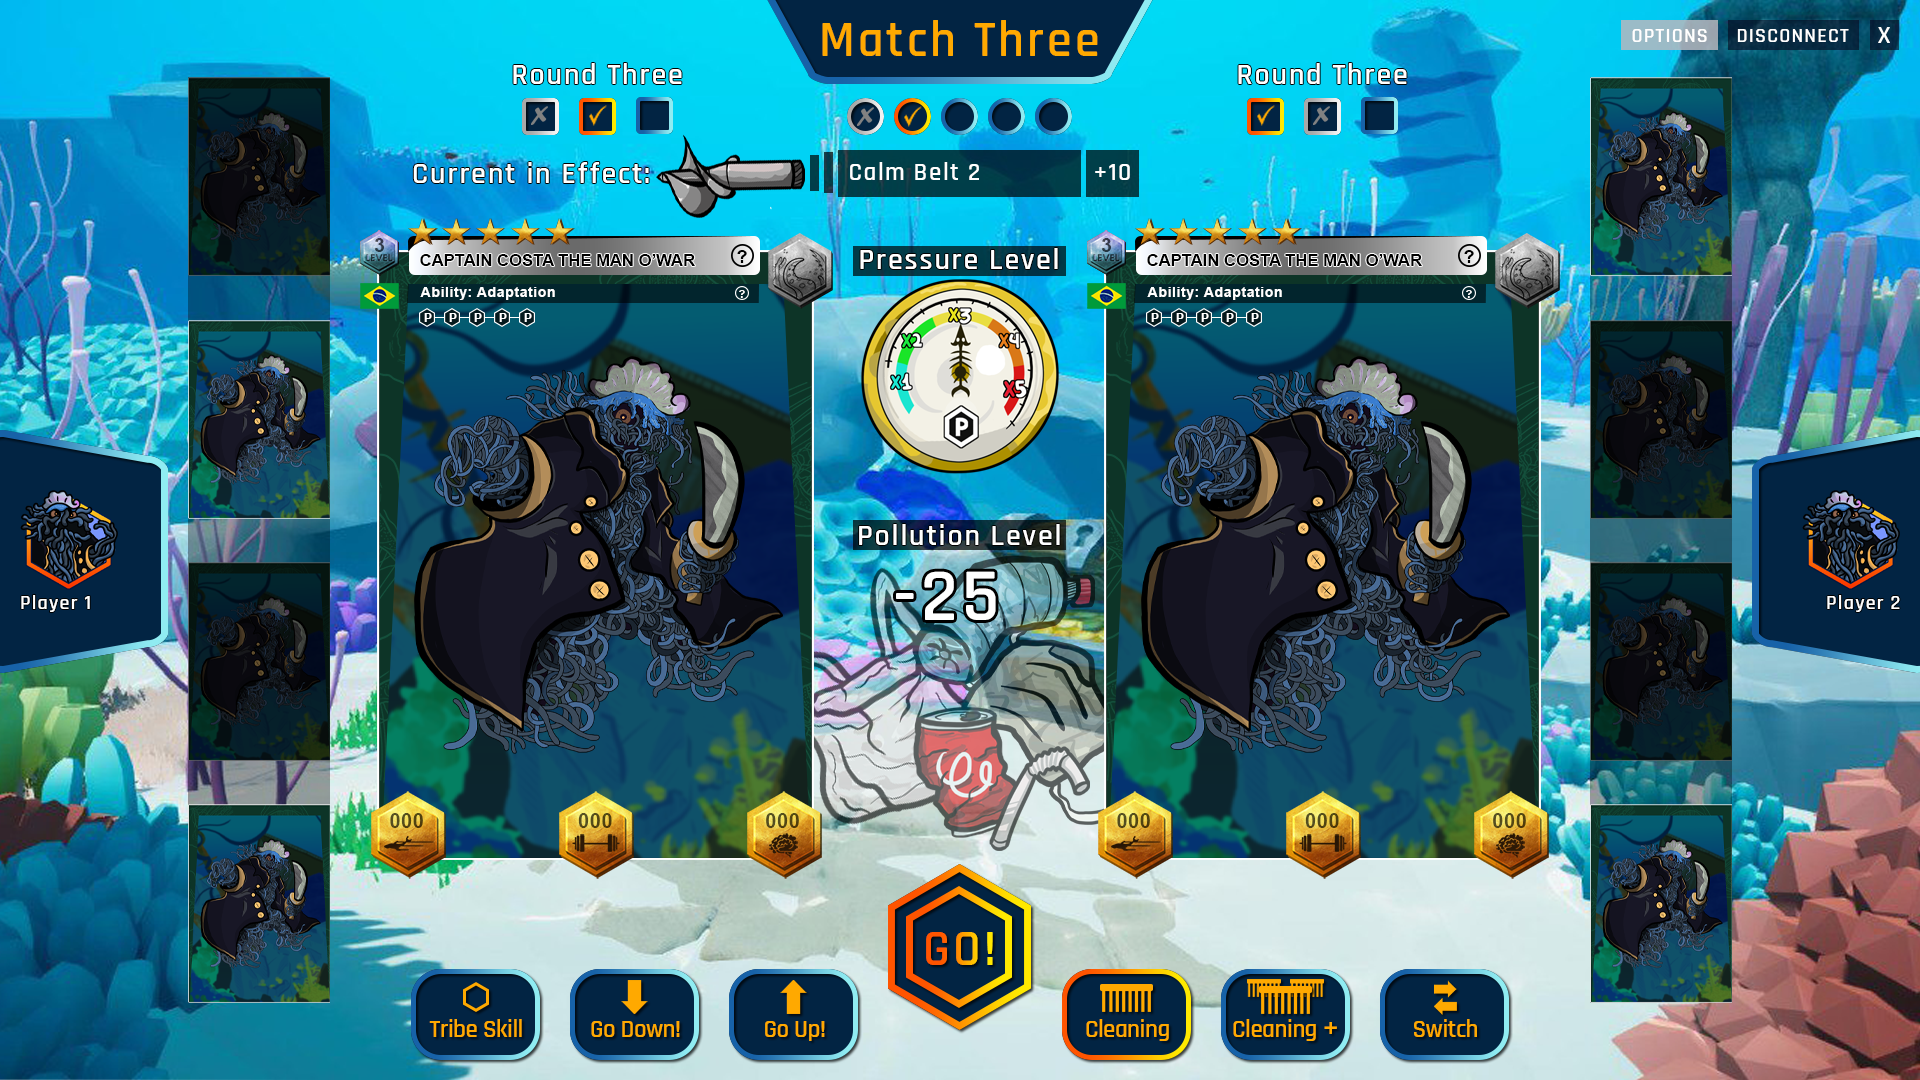 Match Three
OPTIONS
DISCONNECT
X
Round Three
Round Three
Current in Effect:
Calm Belt 2
+10
3
LEVEL
CAPTAIN COSTA THE MAN O'WAR
?
Ability: Adaptation
?
P P P P P
Pressure Level
X1
X2
X3
X4
X5
P
3
LEVEL
CAPTAIN COSTA THE MAN O'WAR
?
Ability: Adaptation
?
P P P P P
Pollution Level
-25
Player 1
Player 2
000
000
000
000
000
000
GO!
Tribe Skill
Go Down!
Go Up!
Cleaning
Cleaning +
Switch